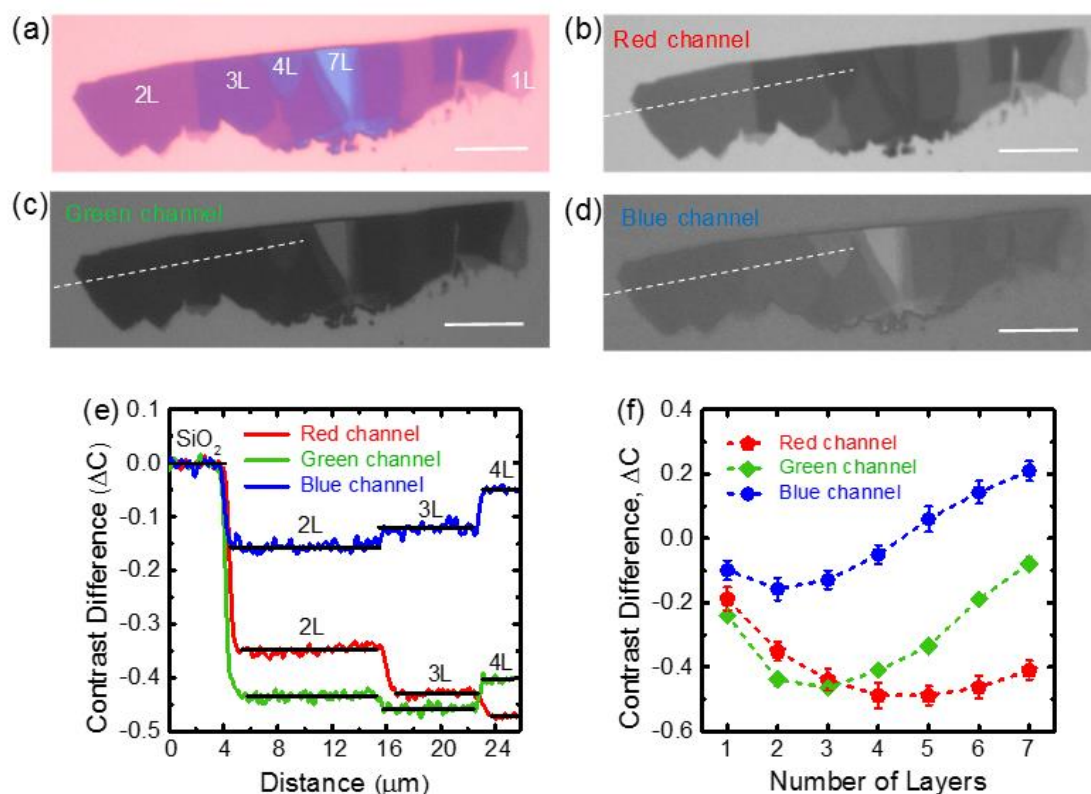 (a)
2L
3L
4L
7L
1L
(b)
Red channel
(c)
Green channel
(d)
Blue channel
(e)
0.1
0.0
-0.1
-0.2
-0.3
-0.4
-0.5
Contrast Difference (ΔC)
SiO2
Red channel
Green channel
Blue channel
2L
3L
4L
2L
3L
4L
0 4 8 12 16 20 24
Distance (μm)
(f)
0.4
0.2
0.0
-0.2
-0.4
-0.6
Contrast Difference, ΔC
Red channel
Green channel
Blue channel
1 2 3 4 5 6 7
Number of Layers